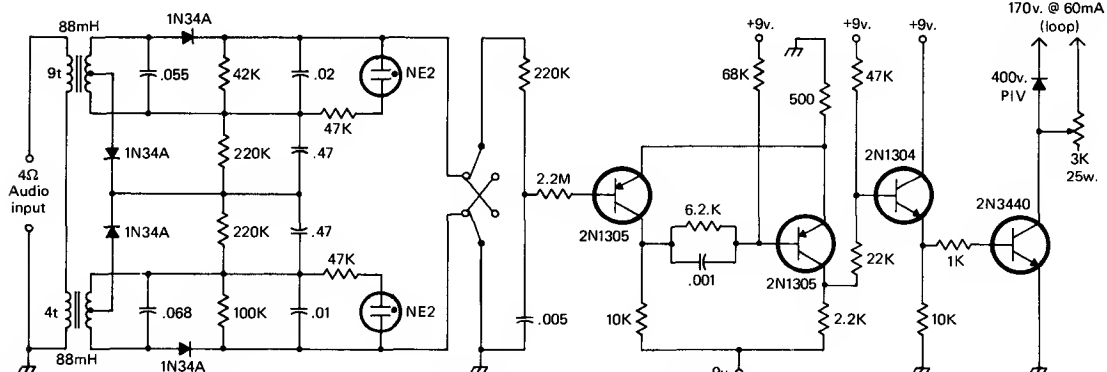 170v. @ 60mA
(loop)
88mH
1N34A
+9v.
+9v.
+9v.
9t
.055
42K
.02
NE2
220K
68K
500
47K
400v.
PIV
47K
1N34A
220K
.47
3K
25w.
4Ω
Audio
input
2.2M
2N1304
2N3440
1N34A
220K
.47
2N1305
6.2.K
.001
2N1305
22K
1K
47K
4t
.068
100K
.01
NE2
.005
10K
2.2K
10K
88mH
1N34A
9v.